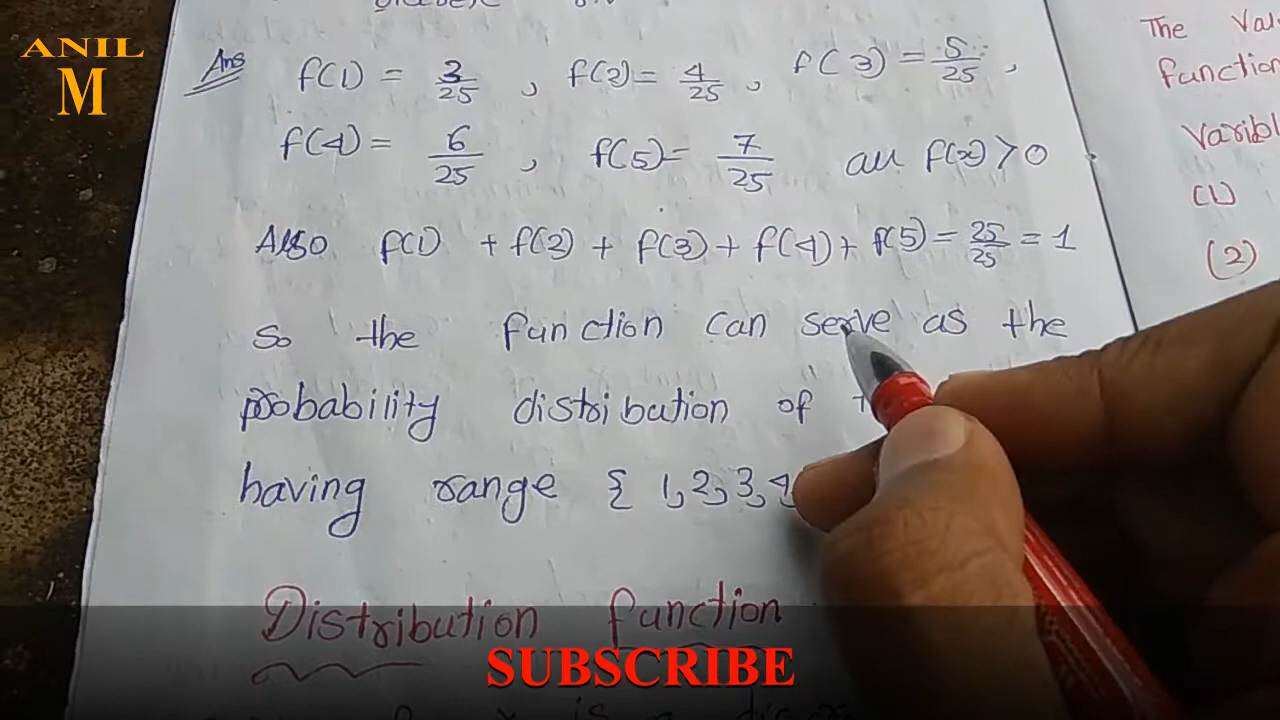 ANIL
M
Ans f(1) = 3/25 , f(2) = 4/25 , f(3) = 5/25 ,
f(4) = 6/25 , f(5) = 7/25 all f(x) > 0
Also f(1) + f(2) + f(3) + f(4) + f(5) = 25/25 = 1
So the function can serve as the
probability distribution of
having range { 1, 2, 3, 4
Distribution function
SUBSCRIBE
is a
The
function
(1)
(2)